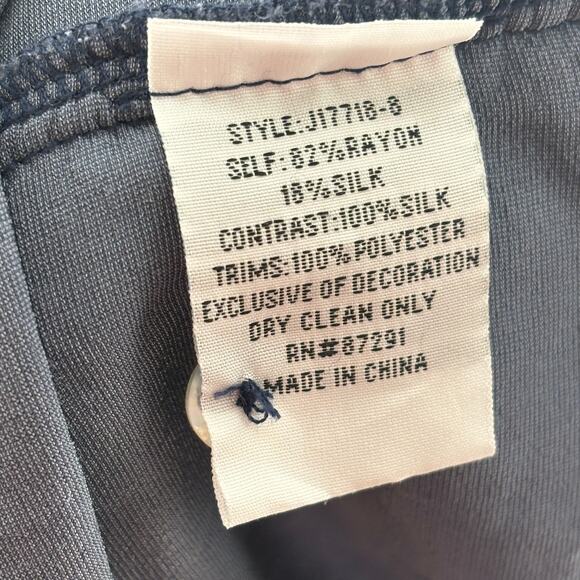 STYLE:J17718-8
SELF:82%RAYON
18%SILK
CONTRAST:100%SILK
TRIMS:100%POLYESTER
EXCLUSIVE OF DECORATION
DRY CLEAN ONLY
RN#87291
MADE IN CHINA